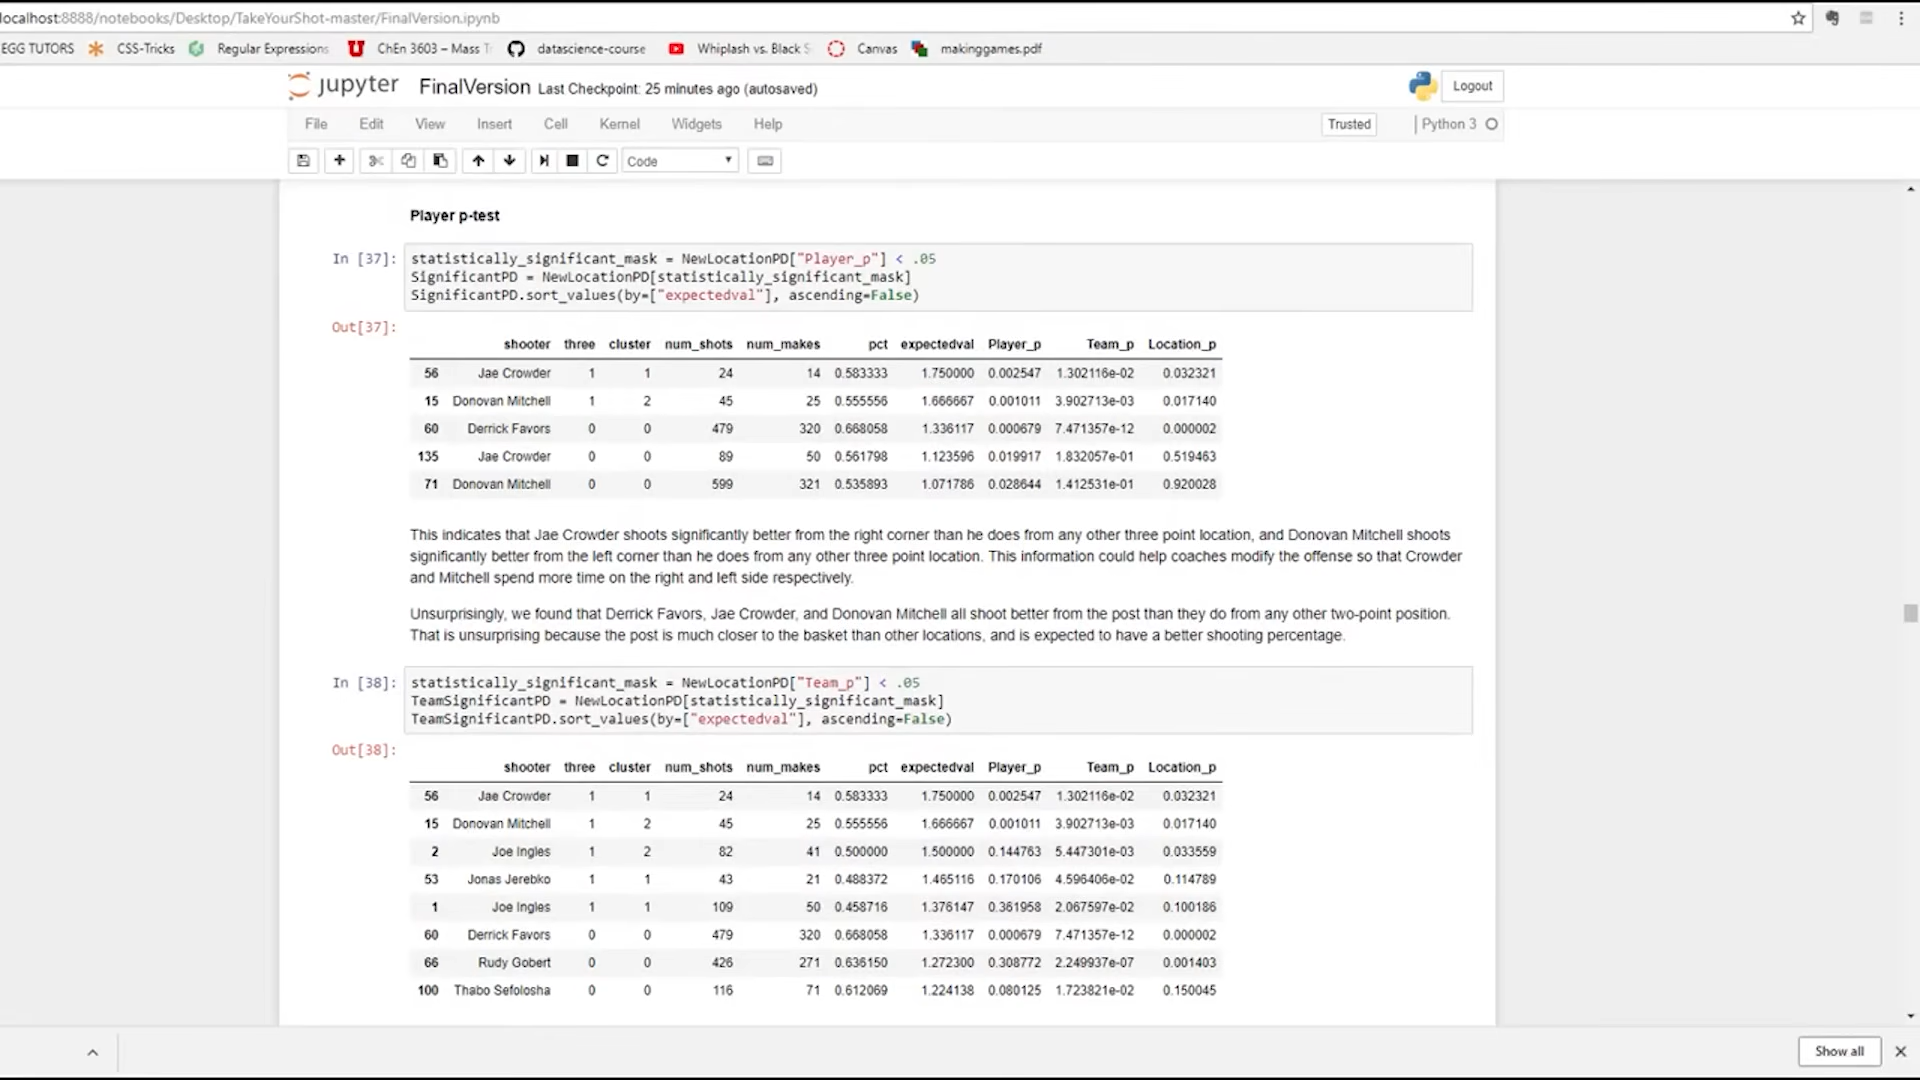 localhost:8888/notebooks/Desktop/TakeYourShot-master/FinalVersion.ipynb
EGG TUTORS CSS-Tricks Regular Expressions ChEn 3603 – Mass T datascience-course Whiplash vs. Black S Canvas makinggames.pdf
jupyter FinalVersion Last Checkpoint: 25 minutes ago (autosaved) Logout
File Edit View Insert Cell Kernel Widgets Help Trusted | Python 3
Code
Player p-test
In [37]: statistically_significant_mask = NewLocationPD["Player_p"] < .05
SignificantPD = NewLocationPD[statistically_significant_mask]
SignificantPD.sort_values(by=["expectedval"], ascending=False)
Out[37]:
shooter three cluster num_shots num_makes pct expectedval Player_p Team_p Location_p
56 Jae Crowder 1 1 24 14 0.583333 1.750000 0.002547 1.302116e-02 0.032321
15 Donovan Mitchell 1 2 45 25 0.555556 1.666667 0.001011 3.902713e-03 0.017140
60 Derrick Favors 0 0 479 320 0.668058 1.336117 0.000679 7.471357e-12 0.000002
135 Jae Crowder 0 0 89 50 0.561798 1.123596 0.019917 1.832057e-01 0.519463
71 Donovan Mitchell 0 0 599 321 0.535893 1.071786 0.028644 1.412531e-01 0.920028
This indicates that Jae Crowder shoots significantly better from the right corner than he does from any other three point location, and Donovan Mitchell shoots
significantly better from the left corner than he does from any other three point location. This information could help coaches modify the offense so that Crowder
and Mitchell spend more time on the right and left side respectively.
Unsurprisingly, we found that Derrick Favors, Jae Crowder, and Donovan Mitchell all shoot better from the post than they do from any other two-point position.
That is unsurprising because the post is much closer to the basket than other locations, and is expected to have a better shooting percentage.
In [38]: statistically_significant_mask = NewLocationPD["Team_p"] < .05
TeamSignificantPD = NewLocationPD[statistically_significant_mask]
TeamSignificantPD.sort_values(by=["expectedval"], ascending=False)
Out[38]:
shooter three cluster num_shots num_makes pct expectedval Player_p Team_p Location_p
56 Jae Crowder 1 1 24 14 0.583333 1.750000 0.002547 1.302116e-02 0.032321
15 Donovan Mitchell 1 2 45 25 0.555556 1.666667 0.001011 3.902713e-03 0.017140
2 Joe Ingles 1 2 82 41 0.500000 1.500000 0.144763 5.447301e-03 0.033559
53 Jonas Jerebko 1 1 43 21 0.488372 1.465116 0.170106 4.596406e-02 0.114789
1 Joe Ingles 1 1 109 50 0.458716 1.376147 0.361958 2.067597e-02 0.100186
60 Derrick Favors 0 0 479 320 0.668058 1.336117 0.000679 7.471357e-12 0.000002
66 Rudy Gobert 0 0 426 271 0.636150 1.272300 0.308772 2.249937e-07 0.001403
100 Thabo Sefolosha 0 0 116 71 0.612069 1.224138 0.080125 1.723821e-02 0.150045
Show all